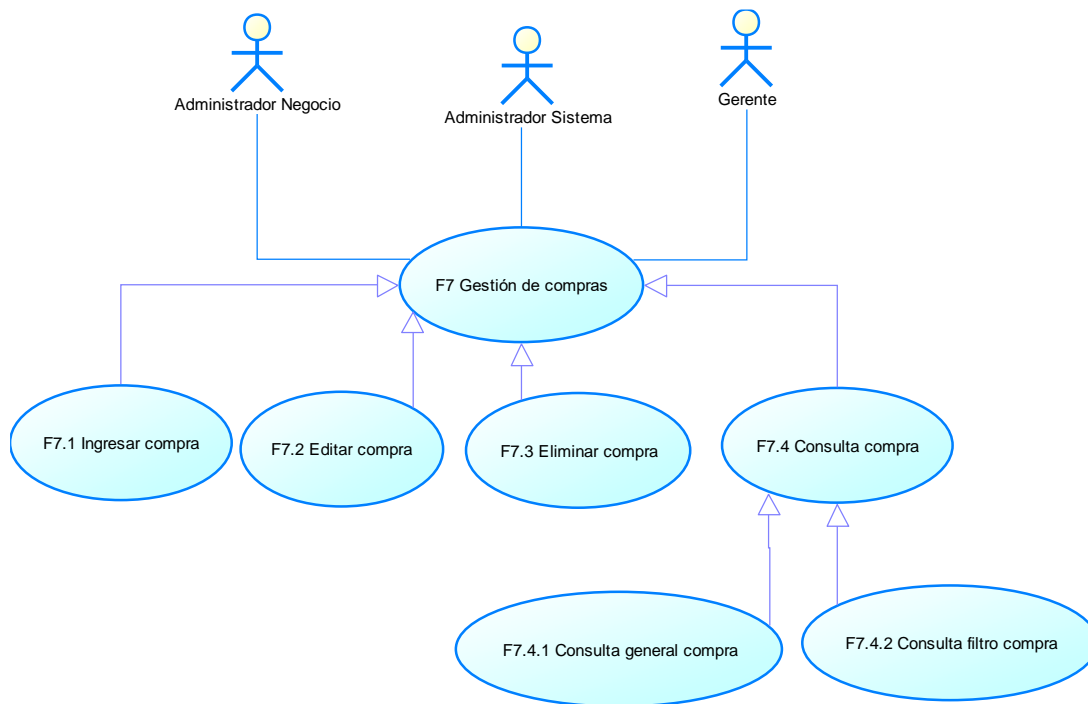 Administrador Negocio
Administrador Sistema
Gerente
F7 Gestión de compras
F7.1 Ingresar compra
F7.2 Editar compra
F7.3 Eliminar compra
F7.4 Consulta compra
F7.4.1 Consulta general compra
F7.4.2 Consulta filtro compra